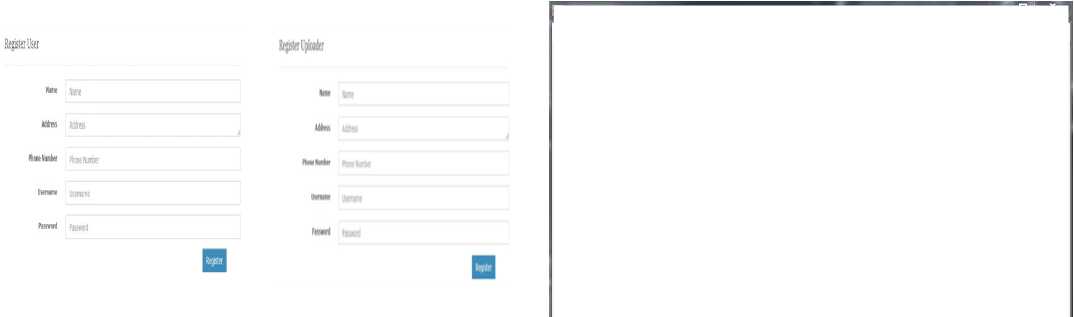 Register User
Name Name
Address Address
Phone Number Phone Number
Username Username
Password Password
Register
Register Uploader
Name Name
Address Address
Phone Number Phone Number
Username Username
Password Password
Register